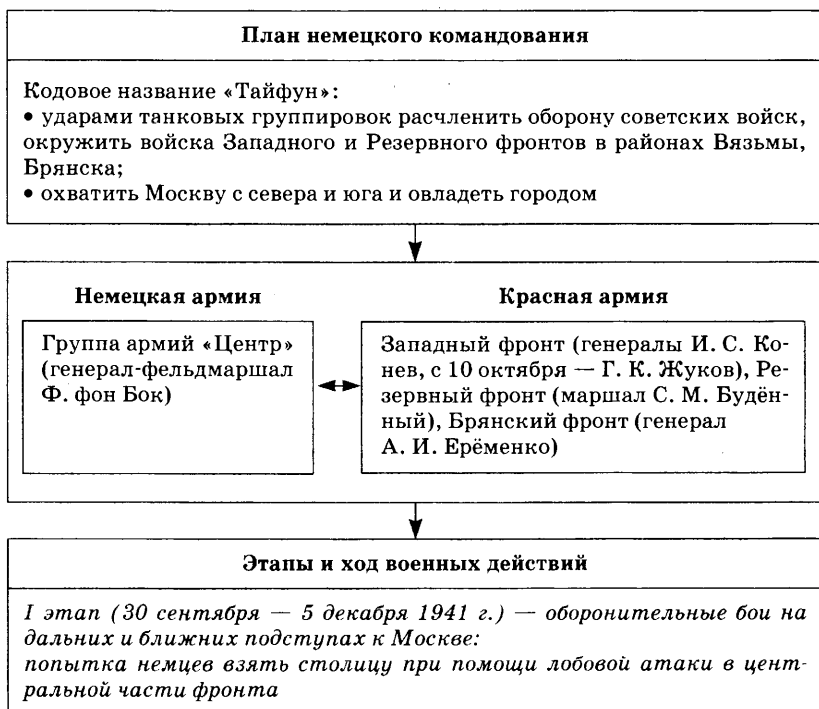 План немецкого командования
Кодовое название «Тайфун»:
• ударами танковых группировок расчленить оборону советских войск,
окружить войска Западного и Резервного фронтов в районах Вязьмы,
Брянска;
• охватить Москву с севера и юга и овладеть городом
Немецкая армия
Группа армий «Центр»
(генерал-фельдмаршал
Ф. фон Бок)
Красная армия
Западный фронт (генералы И. С. Ко-
нев, с 10 октября — Г. К. Жуков), Ре-
зервный фронт (маршал С. М. Будён-
ный), Брянский фронт (генерал
А. И. Ерёменко)
Этапы и ход военных действий
I этап (30 сентября — 5 декабря 1941 г.) — оборонительные бои на
дальних и ближних подступах к Москве:
попытка немцев взять столицу при помощи лобовой атаки в цент-
ральной части фронта